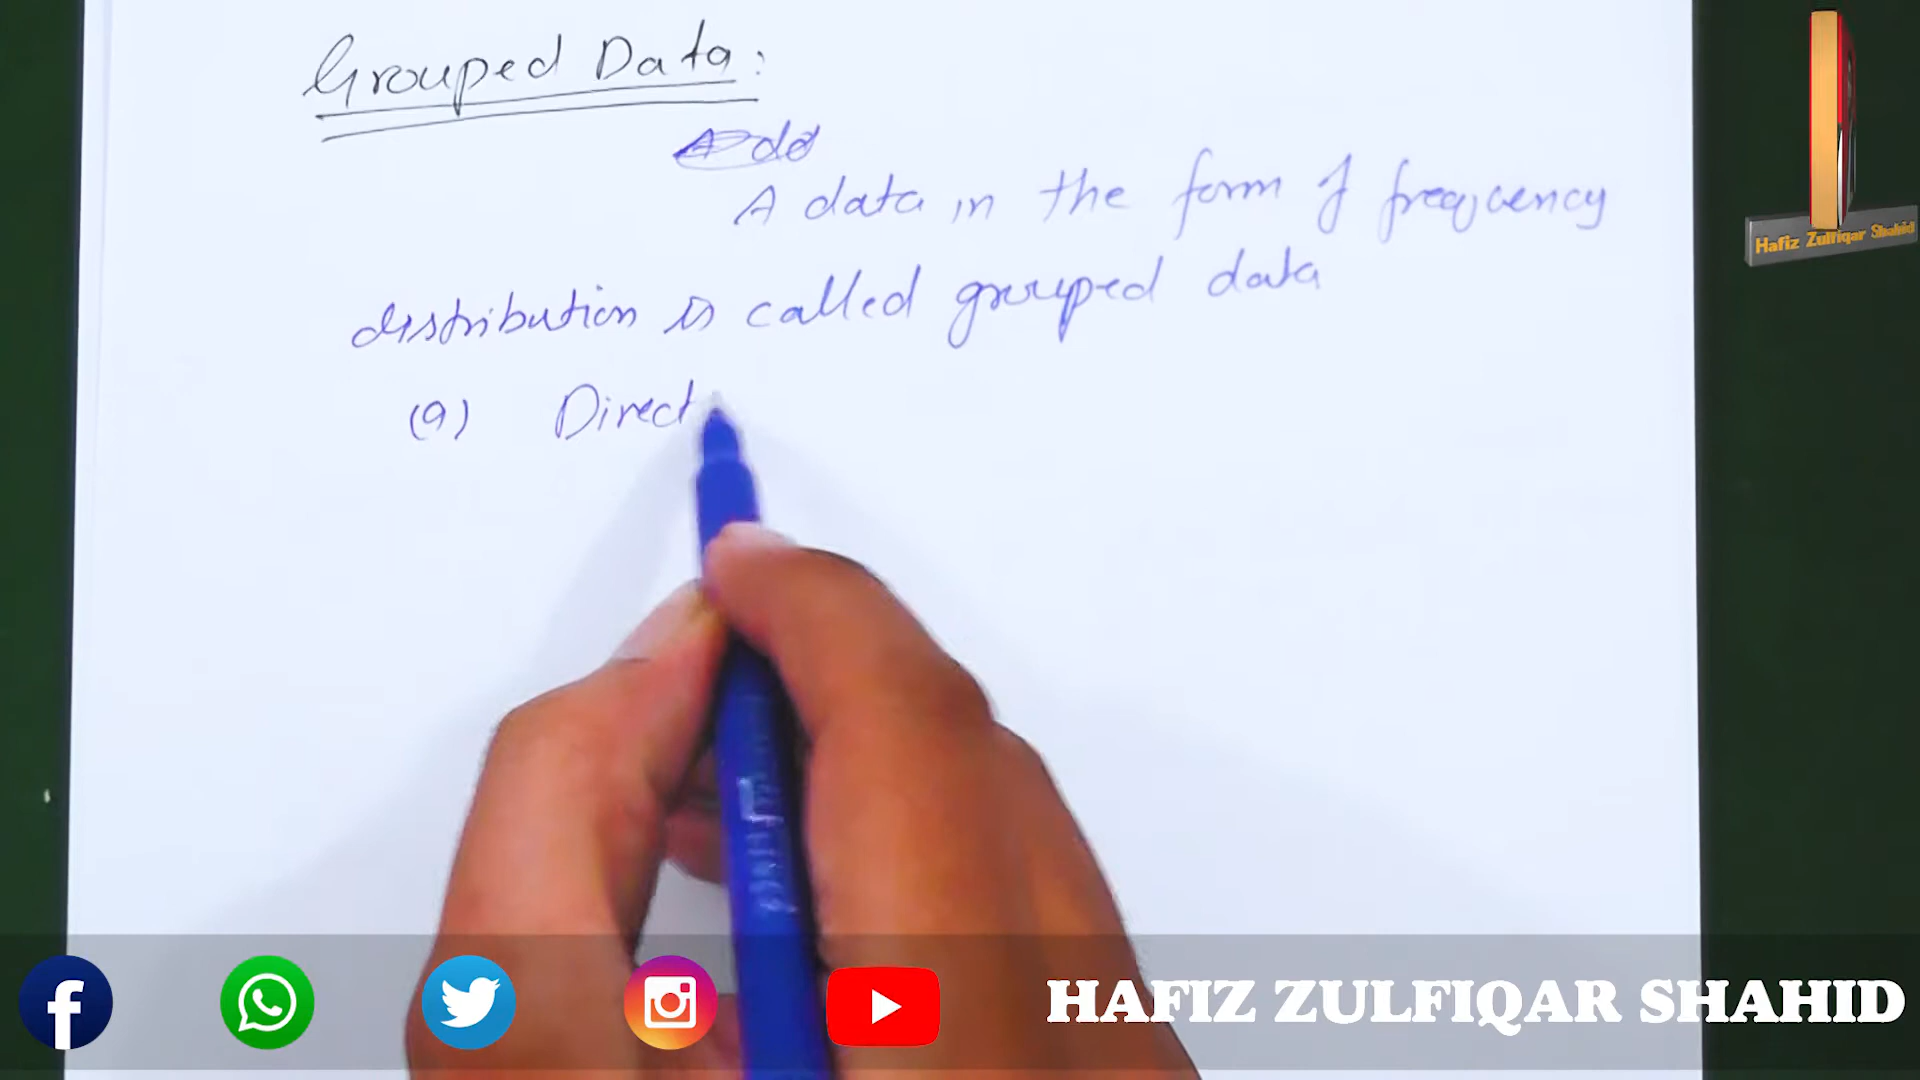 Grouped Data:
A da
A data in the form of frequency
distribution is called grouped data
(a) Direct
Hafiz Zulfiqar Shahid
HAFIZ ZULFIQAR SHAHID